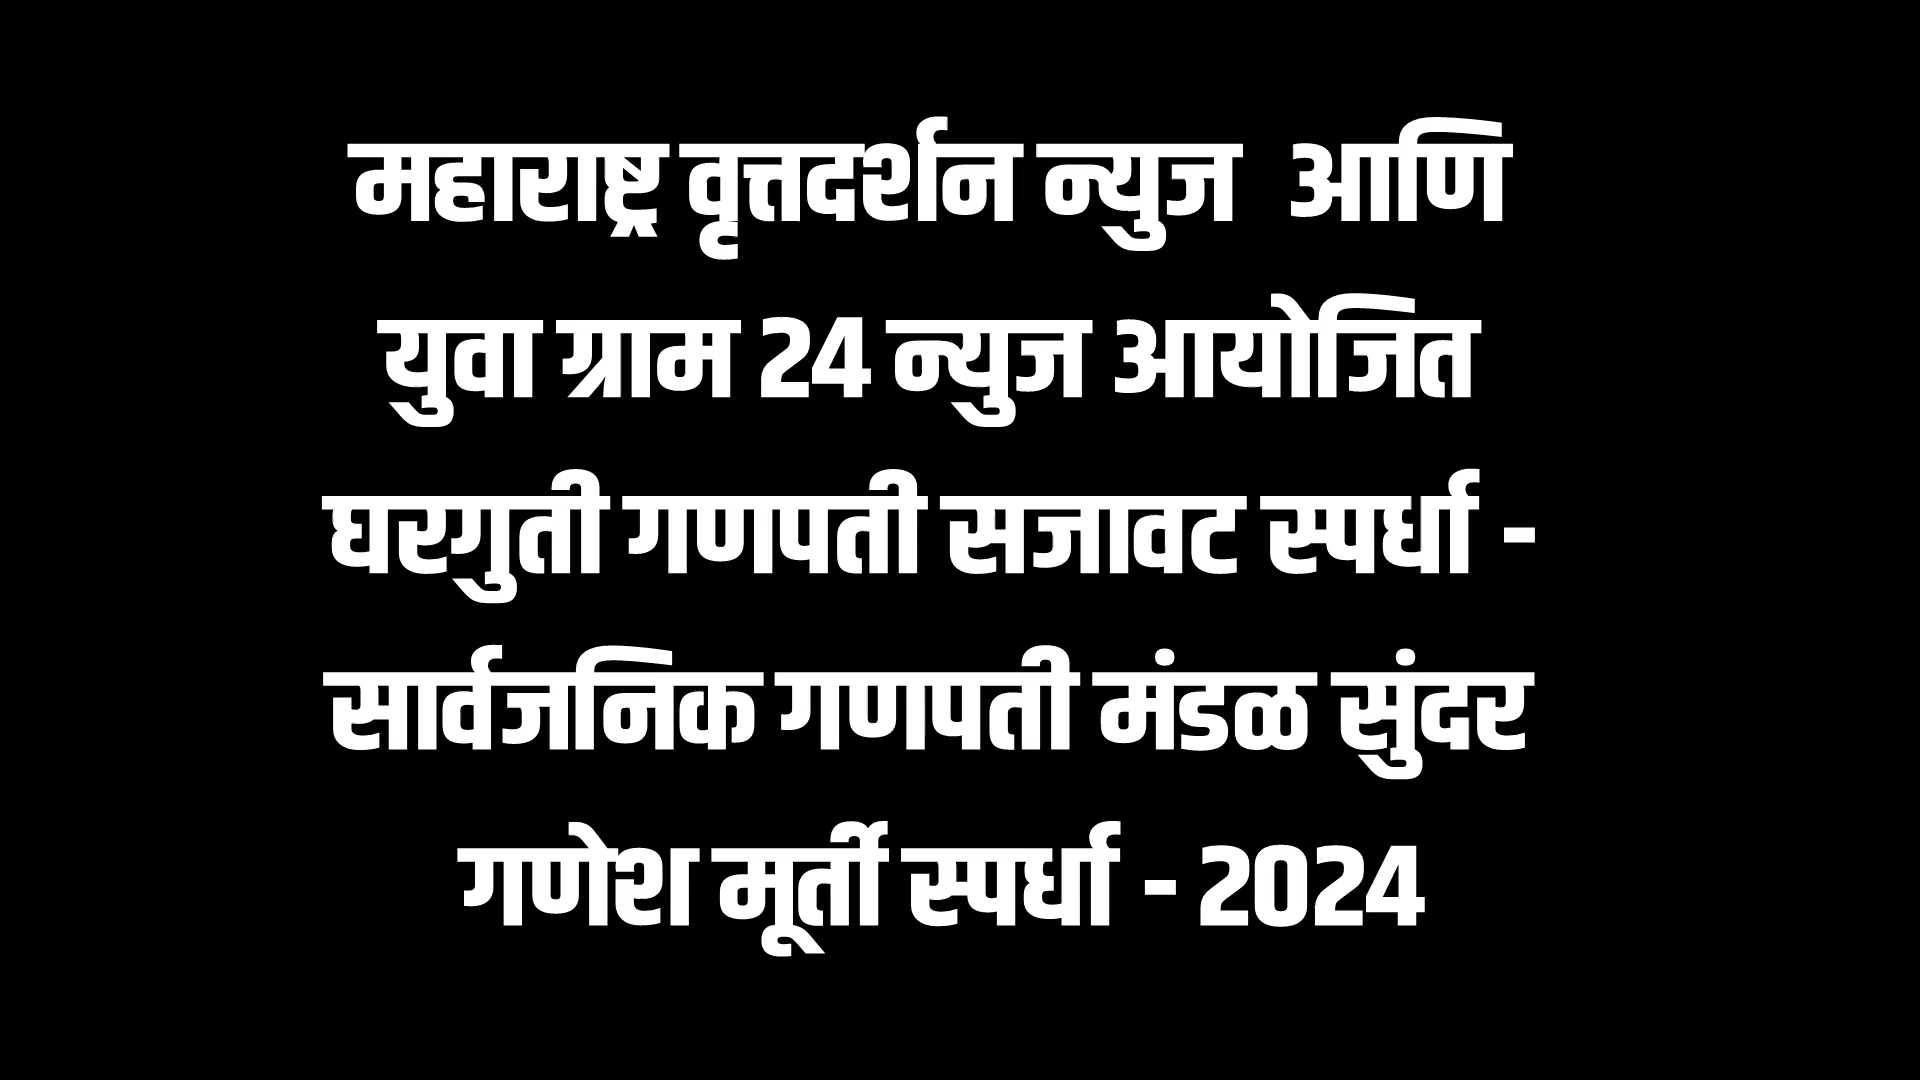 महाराष्ट्र वृत्तदर्शन न्युज आणि
युवा ग्राम 24 न्युज आयोजित
घरगुती गणपती सजावट स्पर्धा -
सार्वजनिक गणपती मंडळ सुंदर
गणेश मूर्ती स्पर्धा - 2024